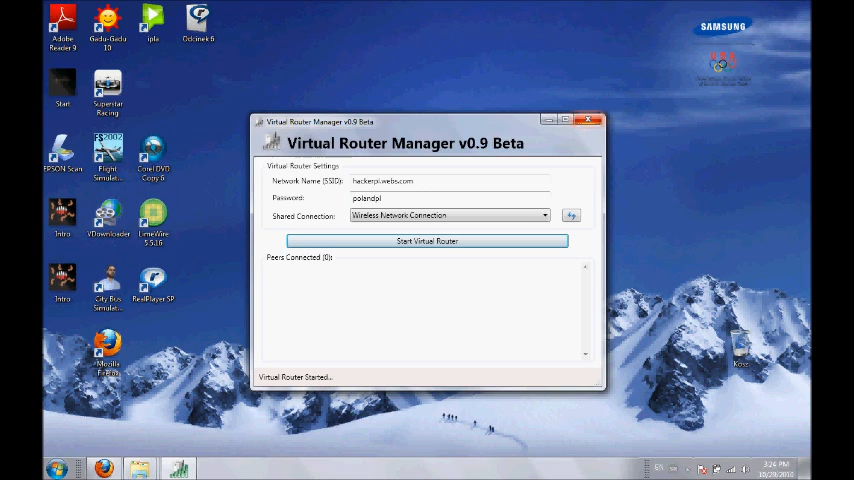 Adobe
Reader 9
Gadu-Gadu
10
ipla
Odcinek 6
SAMSUNG
Start
Superstar
Racing
EPSON Scan
FS2002
Flight
Simulat...
Corel DVD
Copy 6
Intro
VDownloader
LimeWire
5.5.16
Intro
City Bus
Simulat...
RealPlayer SP
Mozilla
Firefox
Kosz
Virtual Router Manager v0.9 Beta
Virtual Router Manager v0.9 Beta
Virtual Router Settings
Network Name (SSID): hackerpl.webs.com
Password: polandpl
Shared Connection: Wireless Network Connection
Start Virtual Router
Peers Connected (0):
Virtual Router Started...
EN
3:24 PM
10/29/2010